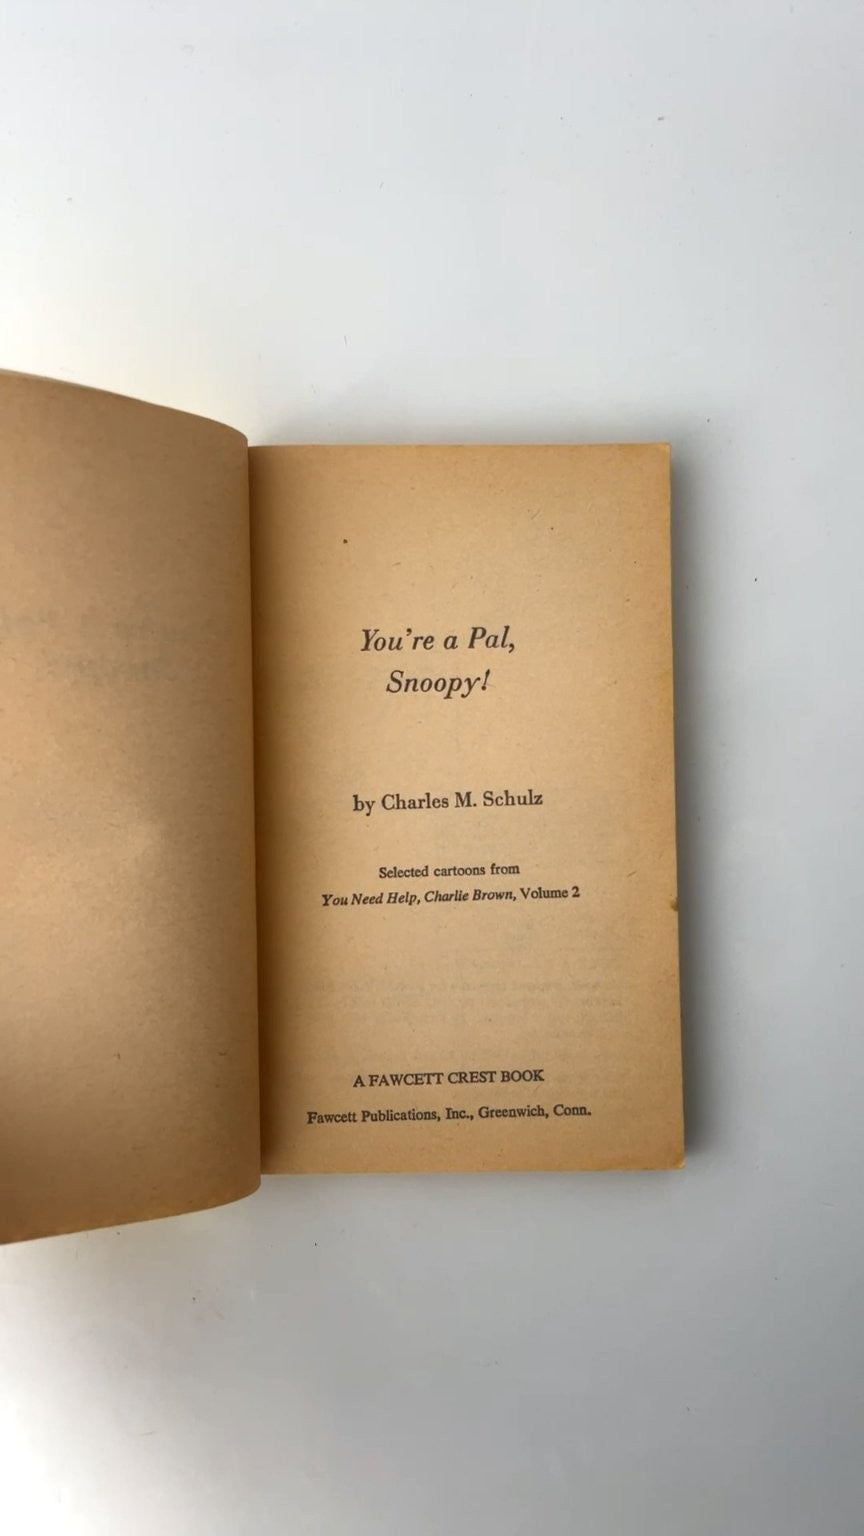 You're a Pal,
Snoopy!
by Charles M. Schulz
Selected cartoons from
You Need Help, Charlie Brown, Volume 2
A FAWCETT CREST BOOK
Fawcett Publications, Inc., Greenwich, Conn.